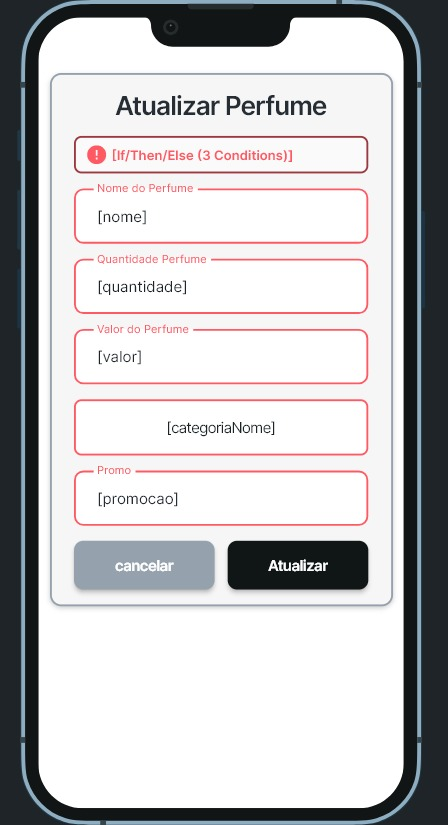 Atualizar Perfume
[If/Then/Else (3 Conditions)]
Nome do Perfume
[nome]
Quantidade Perfume
[quantidade]
Valor do Perfume
[valor]
[categoriaNome]
Promo
[promocao]
cancelar
Atualizar